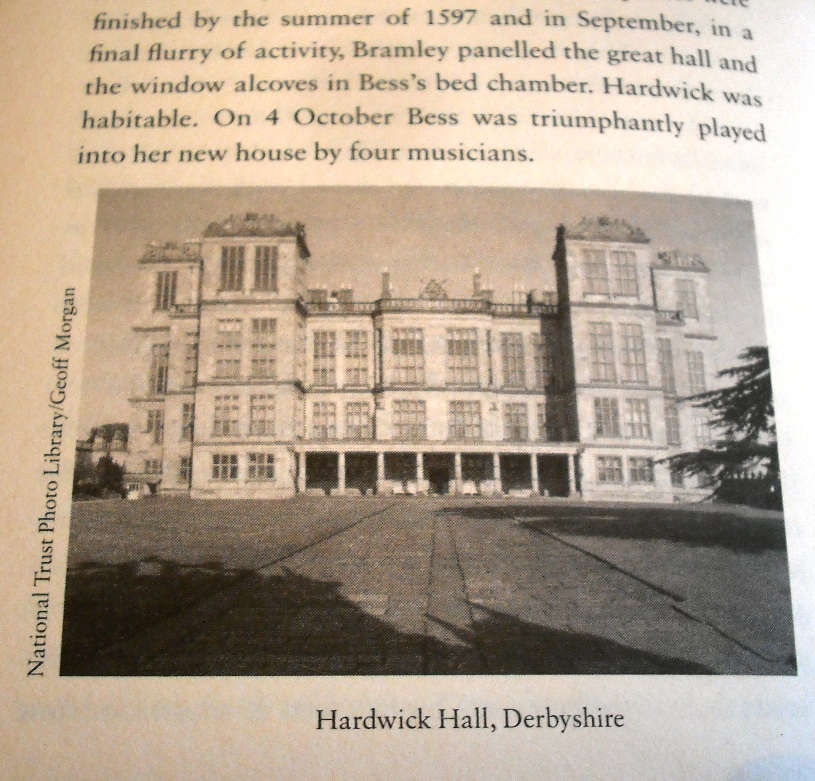 were
finished by the summer of 1597 and in September, in a
final flurry of activity, Bramley panelled the great hall and
the window alcoves in Bess's bed chamber. Hardwick was
habitable. On 4 October Bess was triumphantly played
into her new house by four musicians.
National Trust Photo Library/Geoff Morgan
Hardwick Hall, Derbyshire